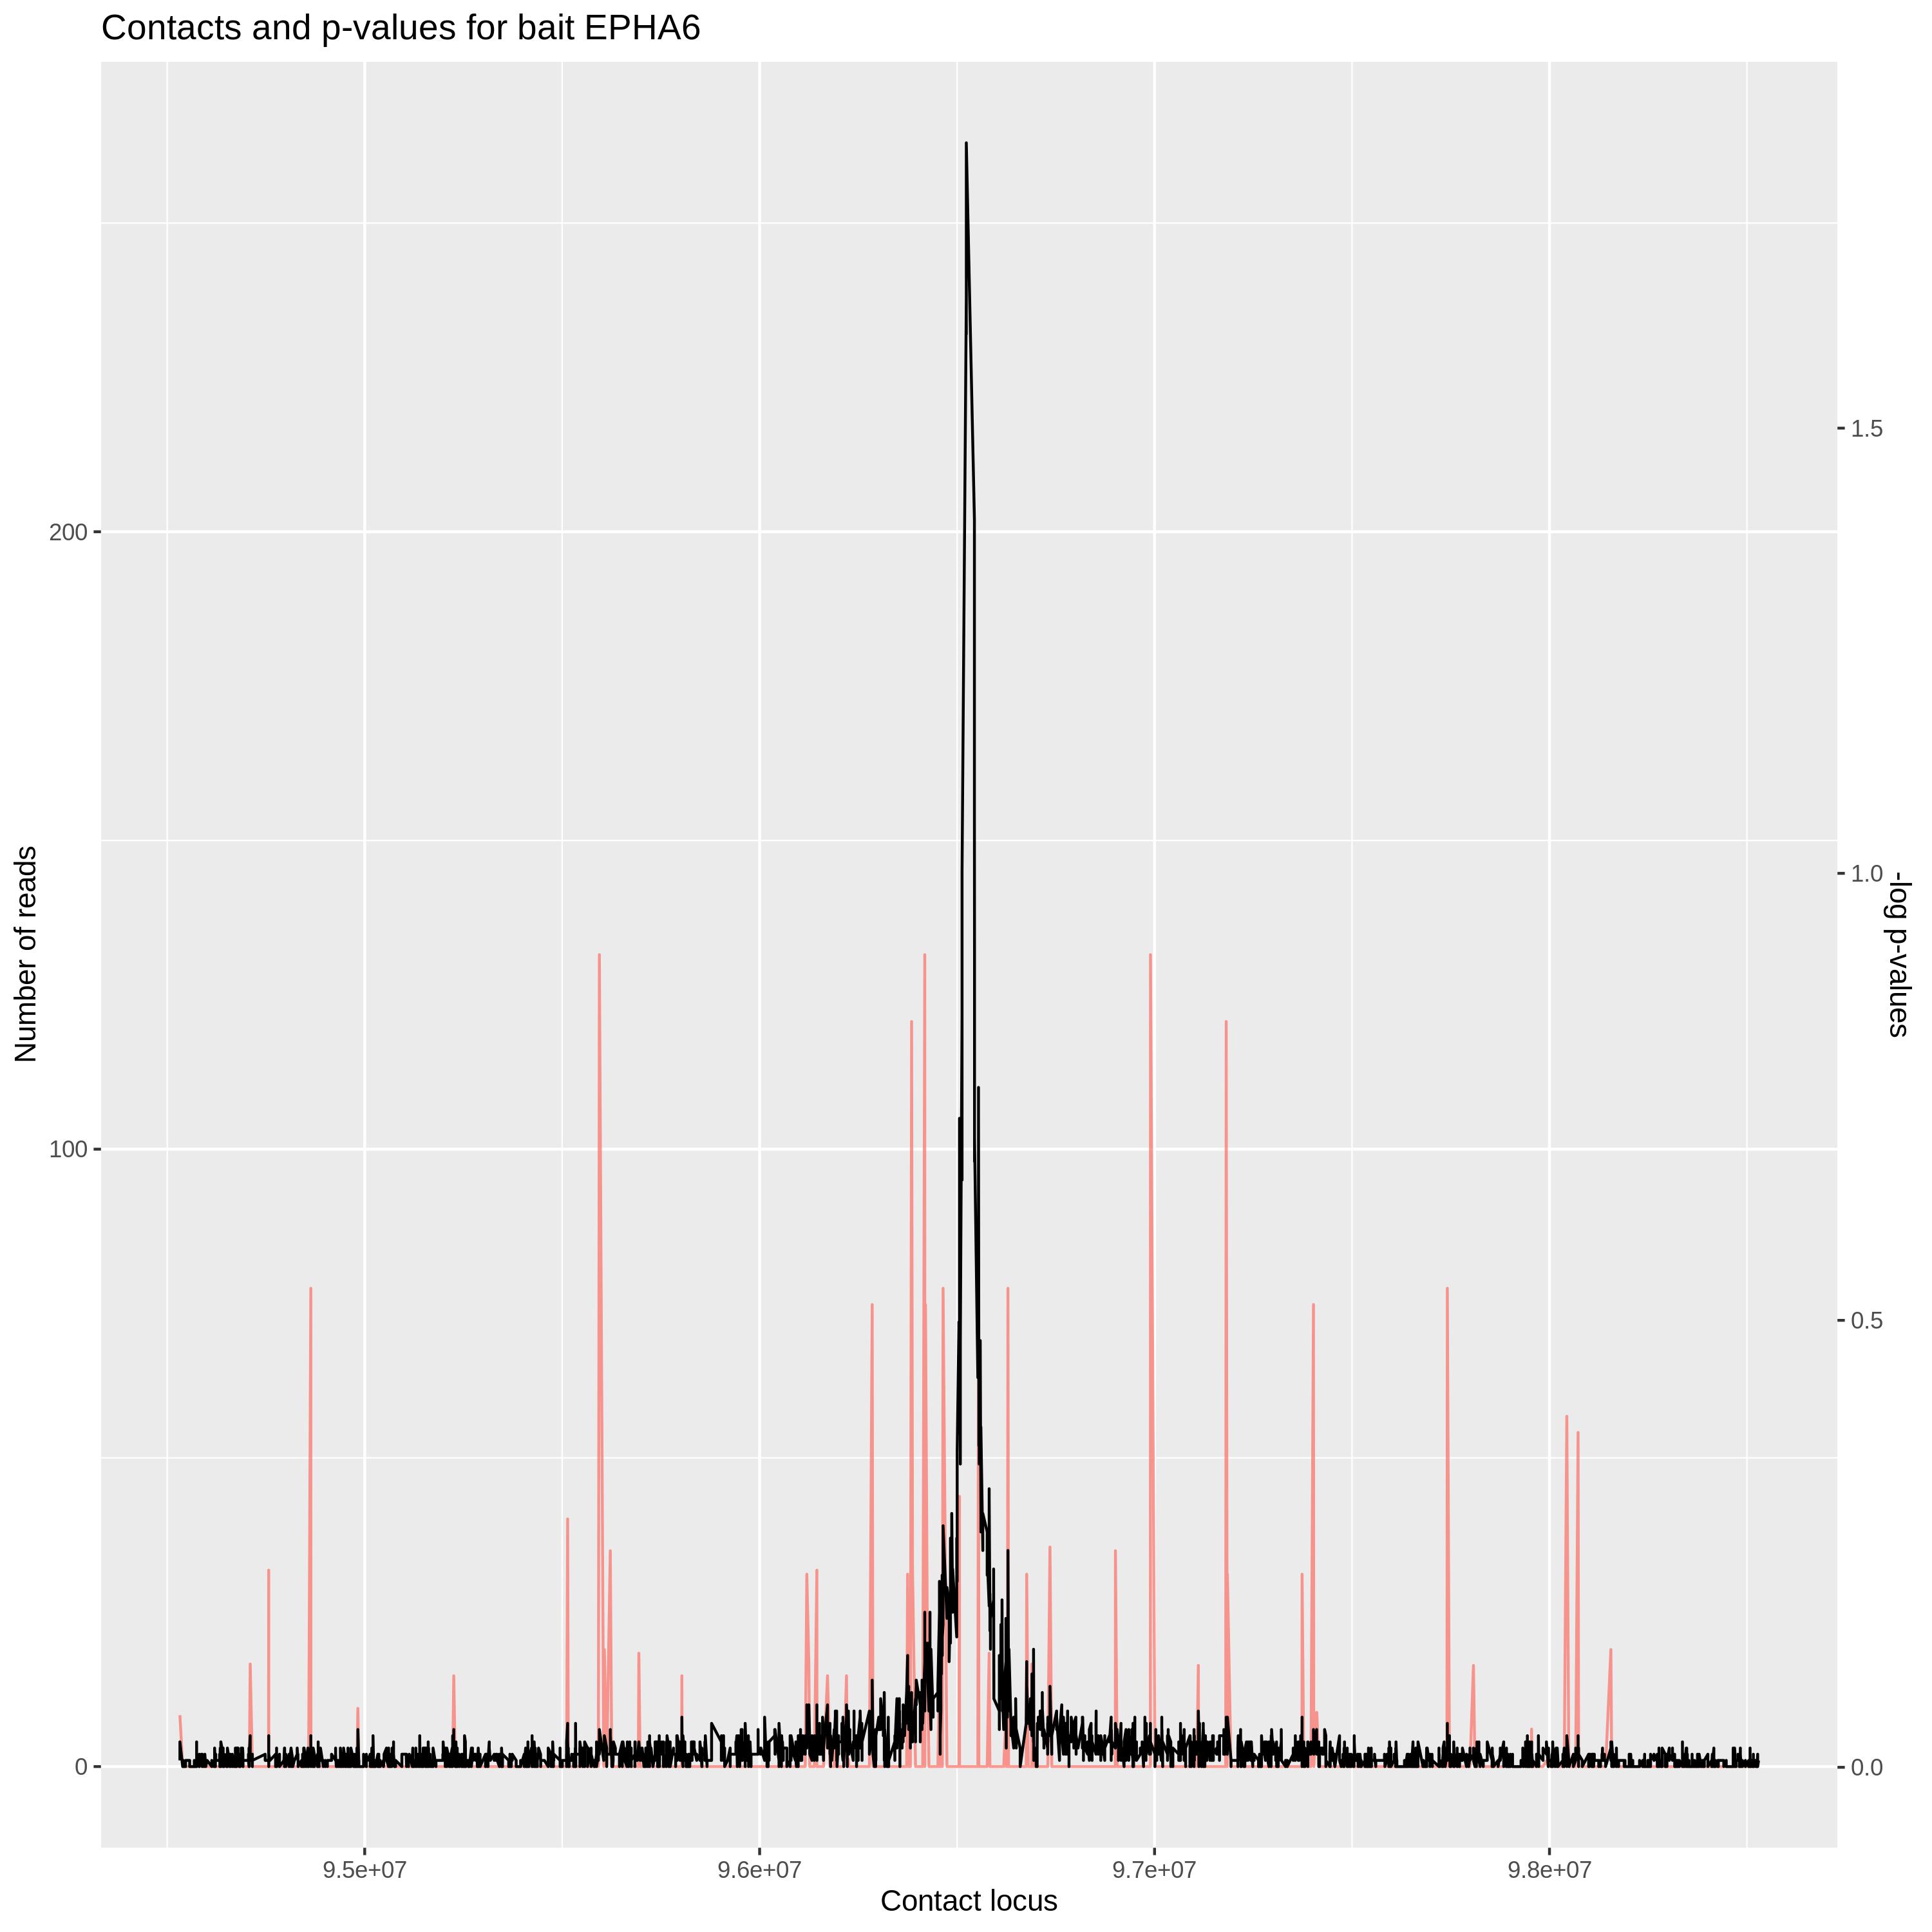 Contacts and p-values for bait EPHA6
Number of reads
200
100
0
1.5
1.0
0.5
0.0
-log p-values
9.5e+07 9.6e+07 9.7e+07 9.8e+07
Contact locus